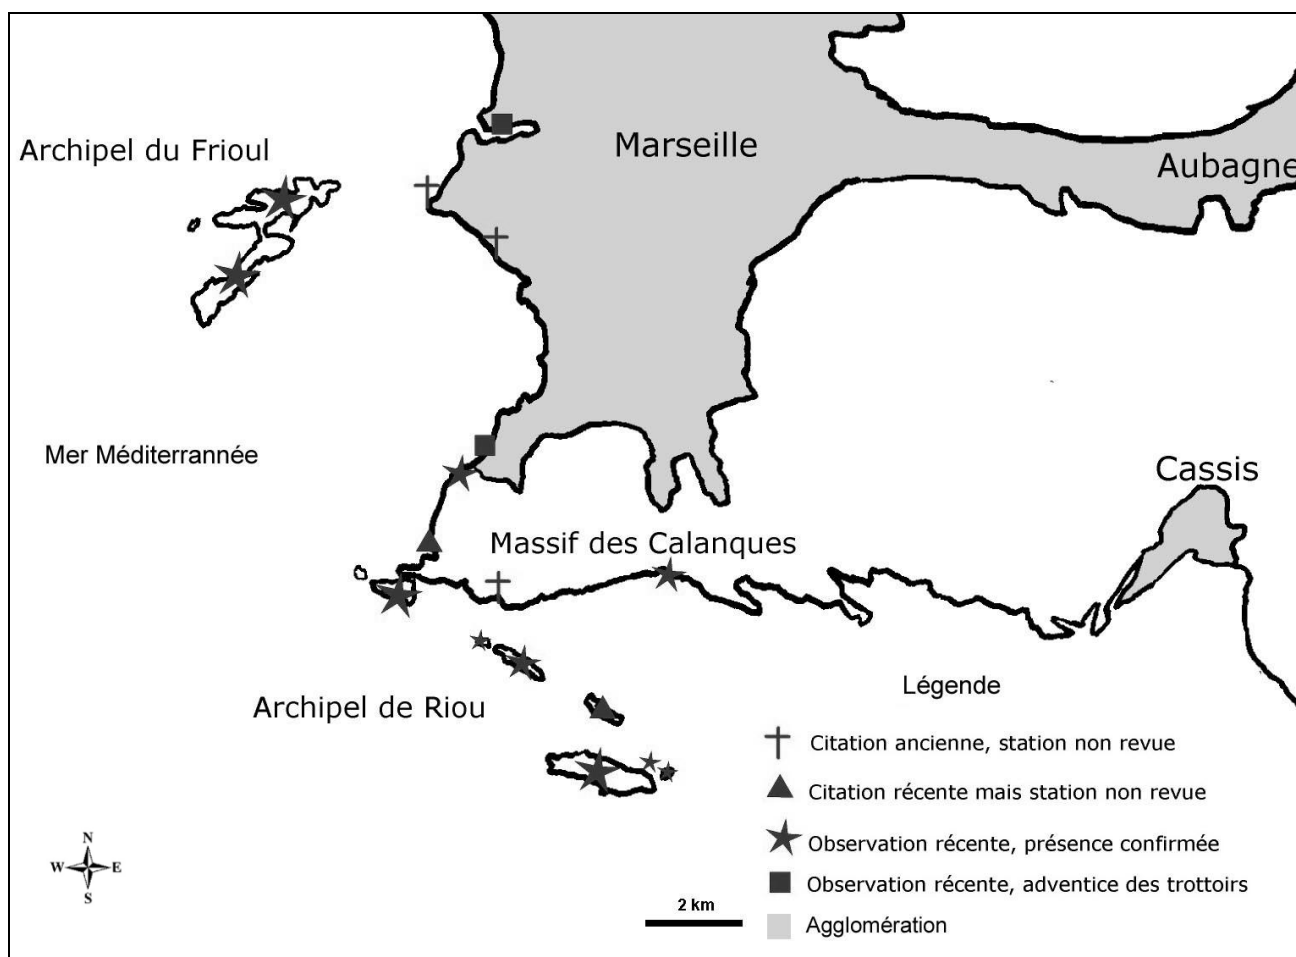 Marseille
Archipel du Frioul
Aubagne
Mer Méditerrannée
Cassis
Massif des Calanques
Archipel de Riou
Légende
Citation ancienne, station non revue
Citation récente mais station non revue
Observation récente, présence confirmée
Observation récente, adventice des trottoirs
Agglomération
N
W E
S
2 km